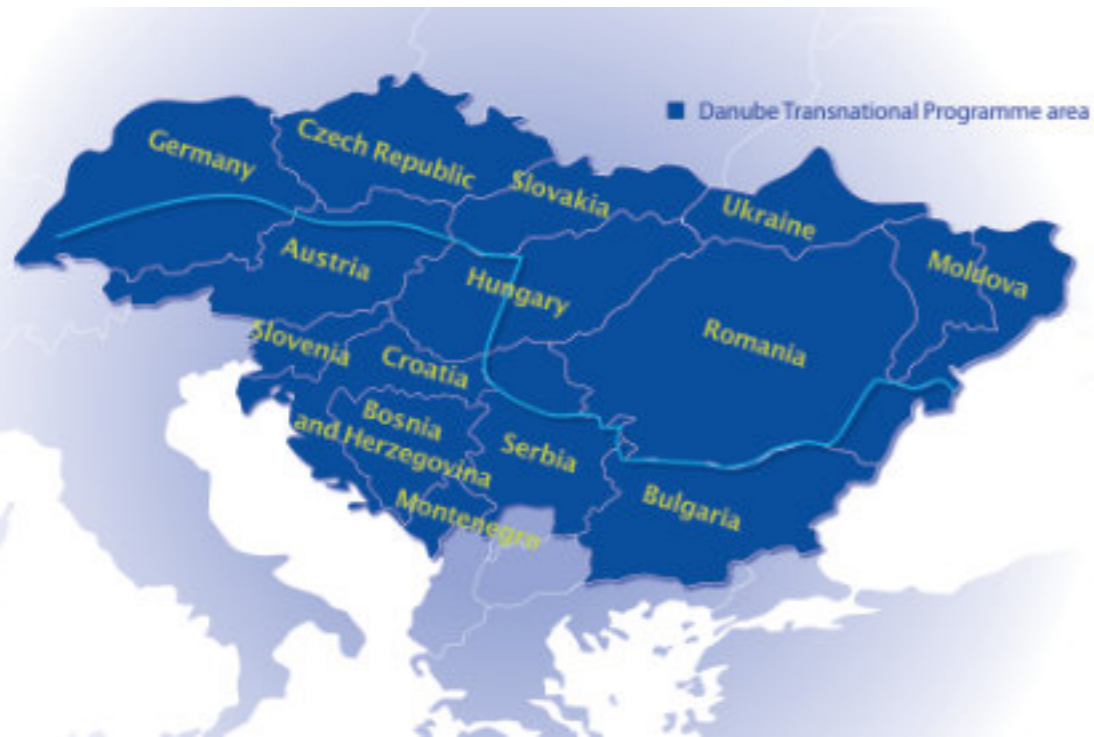 Danube Transnational Programme area
Germany
Czech Republic
Slovakia
Ukraine
Austria
Hungary
Moldova
Slovenia
Croatia
Romania
Bosnia
and Herzegovina
Serbia
Montenegro
Bulgaria